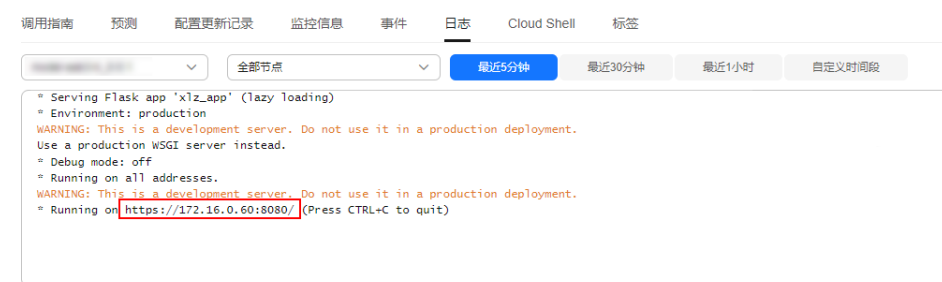 调用指南 预测 配置更新记录 监控信息 事件 日志 Cloud Shell 标签
全部节点 最近5分钟 最近30分钟 最近1小时 自定义时间段
* Serving Flask app 'xlz_app' (lazy loading)
* Environment: production
WARNING: This is a development server. Do not use it in a production deployment.
Use a production WSGI server instead.
* Debug mode: off
* Running on all addresses.
WARNING: This is a development server. Do not use it in a production deployment.
* Running on https://172.16.0.60:8080/ (Press CTRL+C to quit)